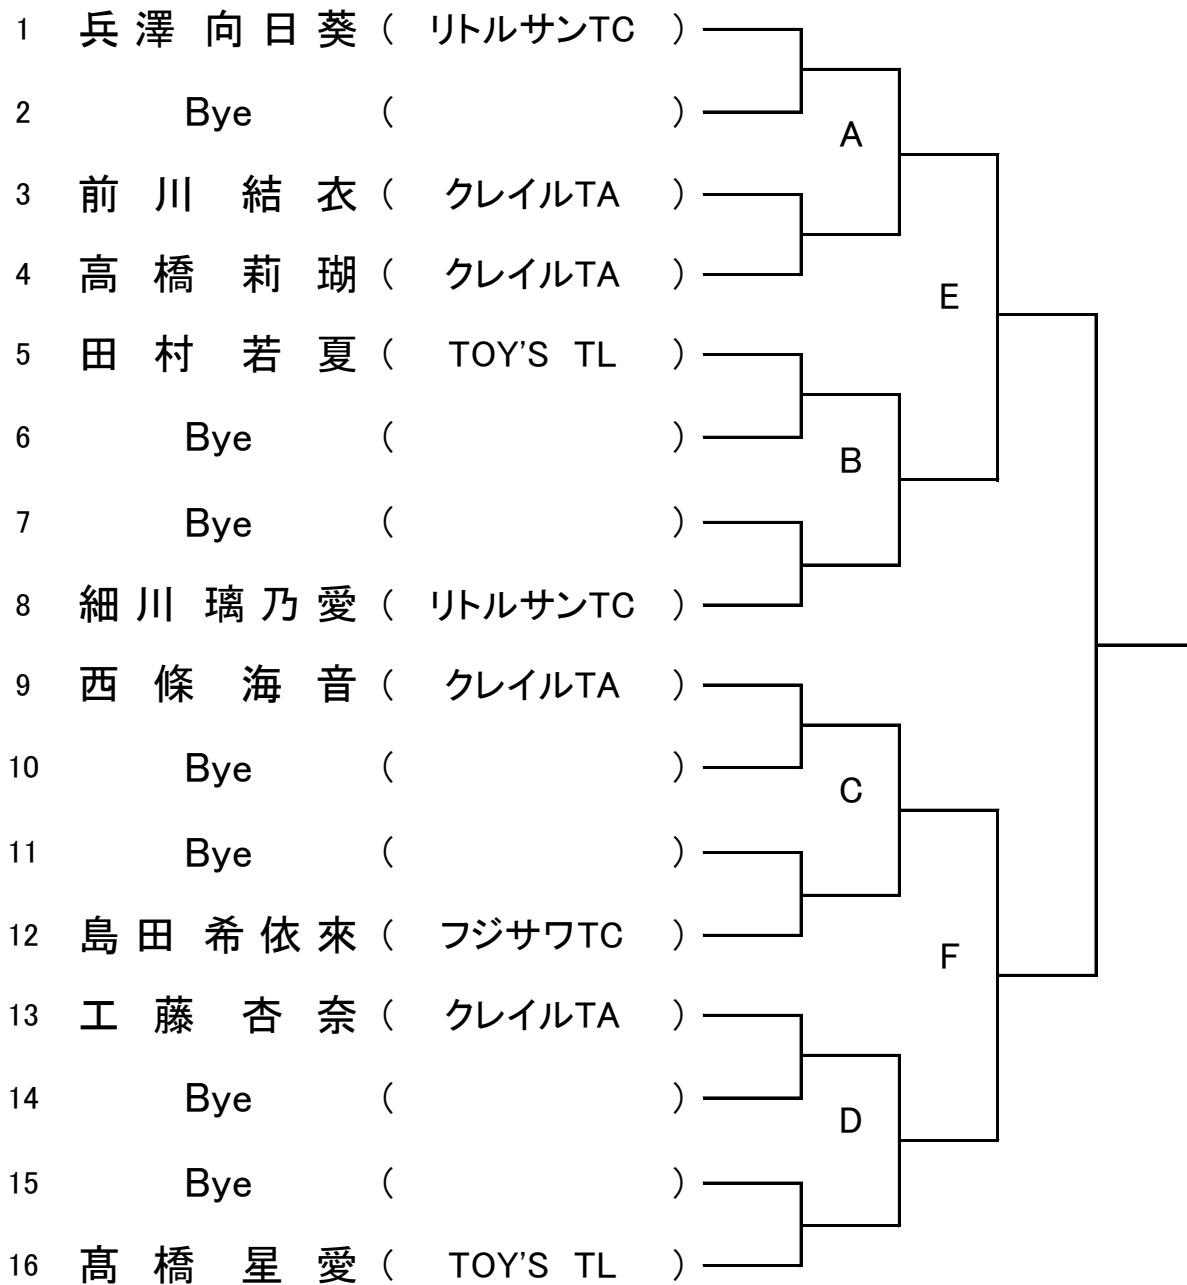 1 兵澤 向日葵 ( リトルサンTC )
2 Bye ( )
A
3 前川 結衣 ( クレイルTA )
4 高橋 莉瑚 ( クレイルTA )
E
5 田村 若夏 ( TOY'S TL )
6 Bye ( )
B
7 Bye ( )
8 細川 璃乃愛 ( リトルサンTC )
9 西條 海音 ( クレイルTA )
10 Bye ( )
C
11 Bye ( )
12 島田 希依來 ( フジサワTC )
F
13 工藤 杏奈 ( クレイルTA )
14 Bye ( )
D
15 Bye ( )
16 髙橋 星愛 ( TOY'S TL )